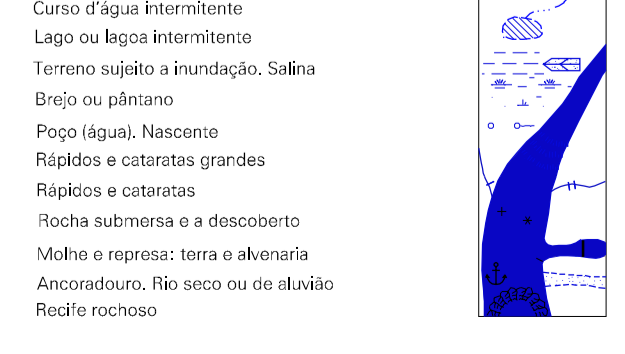 Curso d'água intermitente
Lago ou lagoa intermitente
Terreno sujeito a inundação. Salina
Brejo ou pântano
Poço (água). Nascente
Rápidos e cataratas grandes
Rápidos e cataratas
Rocha submersa e a descoberto
Molhe e represa: terra e alvenaria
Ancoradouro. Rio seco ou de aluvião
Recife rochoso